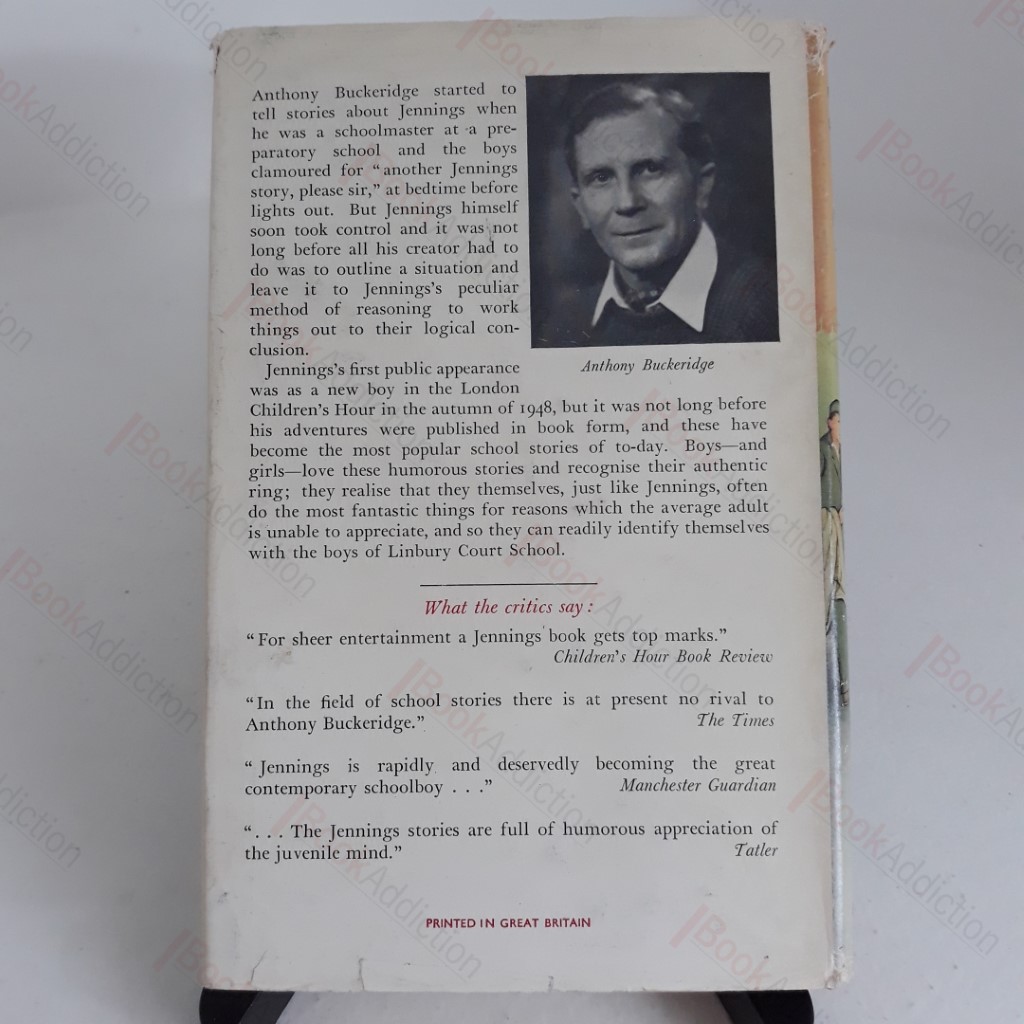 Anthony Buckeridge started to
tell stories about Jennings when
he was a schoolmaster at a pre-
paratory school and the boys
clamoured for “another Jennings
story, please sir,” at bedtime before
lights out. But Jennings himself
soon took control and it was not
long before all his creator had to
do was to outline a situation and
leave it to Jennings's peculiar
method of reasoning to work
things out to their logical con-
clusion.
Anthony Buckeridge
Jennings's first public appearance
was as a new boy in the London
Children's Hour in the autumn of 1948, but it was not long before
his adventures were published in book form, and these have
become the most popular school stories of to-day. Boys—and
girls—love these humorous stories and recognise their authentic
ring; they realise that they themselves, just like Jennings, often
do the most fantastic things for reasons which the average adult
is unable to appreciate, and so they can readily identify themselves
with the boys of Linbury Court School.
What the critics say:
“For sheer entertainment a Jennings book gets top marks.”
Children's Hour Book Review
“In the field of school stories there is at present no rival to
Anthony Buckeridge.” The Times
“Jennings is rapidly and deservedly becoming the great
contemporary schoolboy . . .” Manchester Guardian
“. . . The Jennings stories are full of humorous appreciation of
the juvenile mind.” Tatler
PRINTED IN GREAT BRITAIN
BookAddiction